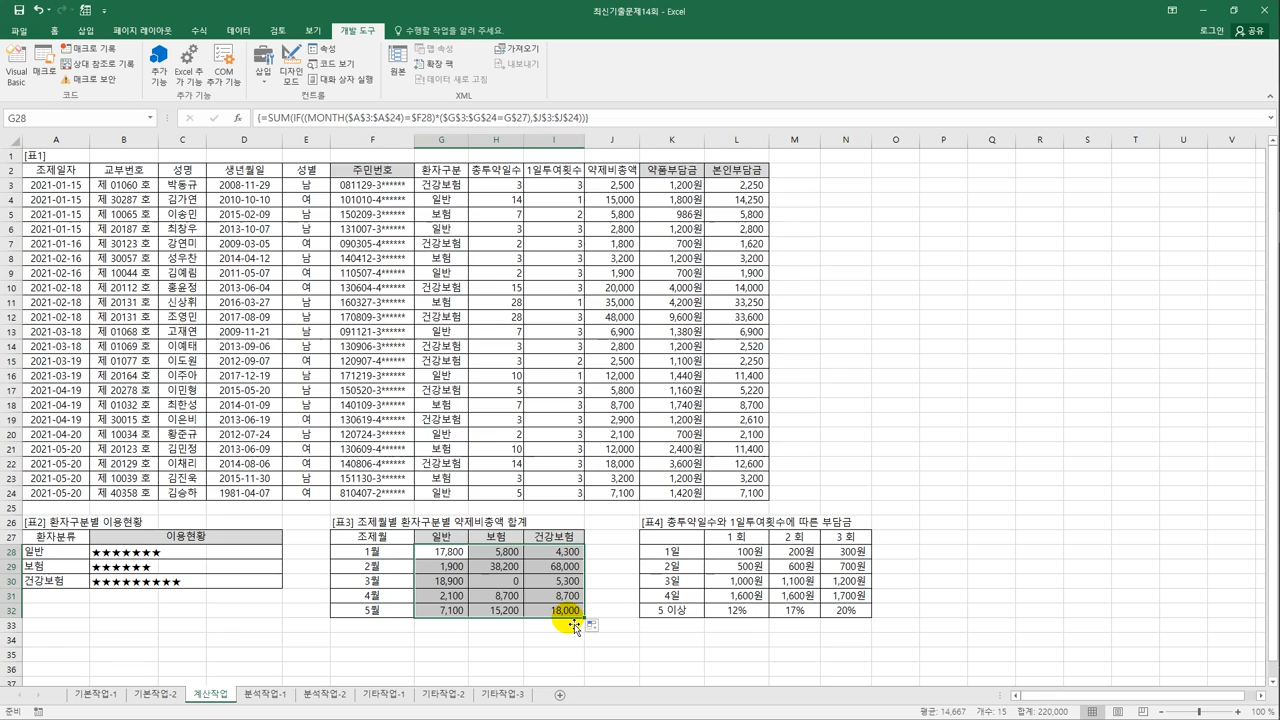 최신기출문제14회 - Excel
파일 홈 삽입 페이지 레이아웃 수식 데이터 검토 보기 개발 도구 수행할 작업을 알려 주세요. 로그인 공유
Visual Basic 매크로 매크로 기록 상대 참조로 기록 매크로 보안 추가 기능 Excel 추가 기능 COM 추가 기능 삽입 디자인 모드 속성 코드 보기 대화 상자 실행 원본 맵 속성 확장 팩 데이터 새로 고침 가져오기 내보내기
코드 추가 기능 컨트롤 XML
G28 fx {=SUM(IF((MONTH($A$3:$A$24)=$F28)*($G$3:$G$24=G$27),$J$3:$J$24))}
A B C D E F G H I J K L M N O P Q R S T U V
1 [표1]
2 조제일자 교부번호 성명 생년월일 성별 주민번호 환자구분 총투약일수 1일투여횟수 약제비총액 약품부담금 본인부담금
3 2021-01-15 제 01060 호 박동규 2008-11-29 남 081129-3****** 건강보험 3 3 2,500 1,200원 2,250
4 2021-01-15 제 30287 호 김가연 2010-10-10 여 101010-4****** 일반 14 1 15,000 1,800원 14,250
5 2021-01-15 제 10065 호 이송민 2015-02-09 남 150209-3****** 보험 7 2 5,800 986원 5,800
6 2021-01-15 제 20187 호 최창우 2013-10-07 남 131007-3****** 일반 3 3 2,800 1,200원 2,800
7 2021-01-16 제 30123 호 강연미 2009-03-05 여 090305-4****** 건강보험 2 3 1,800 700원 1,620
8 2021-02-16 제 30057 호 성우찬 2014-04-12 남 140412-3****** 보험 3 3 3,200 1,200원 3,200
9 2021-02-16 제 10044 호 김예림 2011-05-07 여 110507-4****** 일반 2 3 1,900 700원 1,900
10 2021-02-18 제 20112 호 홍윤정 2013-06-04 여 130604-4****** 건강보험 15 3 20,000 4,000원 14,000
11 2021-02-18 제 20131 호 신상휘 2016-03-27 남 160327-3****** 보험 28 1 35,000 4,200원 33,250
12 2021-02-18 제 20131 호 조영민 2017-08-09 남 170809-3****** 건강보험 28 3 48,000 9,600원 33,600
13 2021-03-18 제 01068 호 고재연 2009-11-21 남 091121-3****** 일반 7 3 6,900 1,380원 6,900
14 2021-03-18 제 01069 호 이예태 2013-09-06 남 130906-3****** 건강보험 3 3 2,800 1,200원 2,520
15 2021-03-19 제 01077 호 이도원 2012-09-07 여 120907-4****** 건강보험 3 2 2,500 1,100원 2,250
16 2021-03-19 제 20164 호 이주아 2017-12-19 남 171219-3****** 일반 10 1 12,000 1,440원 11,400
17 2021-04-19 제 20278 호 이민형 2015-05-20 남 150520-3****** 건강보험 5 3 5,800 1,160원 5,220
18 2021-04-19 제 01032 호 최한성 2014-01-09 남 140109-3****** 보험 7 3 8,700 1,740원 8,700
19 2021-04-19 제 30015 호 이은비 2013-06-19 여 130619-4****** 건강보험 3 3 2,900 1,200원 2,610
20 2021-04-20 제 10034 호 황준규 2012-07-24 남 120724-3****** 일반 2 3 2,100 700원 2,100
21 2021-05-20 제 20123 호 김민정 2013-06-09 여 130609-4****** 보험 10 3 12,000 2,400원 11,400
22 2021-05-20 제 20129 호 이채리 2014-08-06 여 140806-4****** 건강보험 14 3 18,000 3,600원 12,600
23 2021-05-20 제 10039 호 김진욱 2015-11-30 남 151130-3****** 보험 3 3 3,200 1,200원 3,200
24 2021-05-20 제 40358 호 김승하 1981-04-07 여 810407-2****** 일반 5 3 7,100 1,420원 7,100
25
26 [표2] 환자구분별 이용현황 [표3] 조제월별 환자구분별 약제비총액 합계 [표4] 총투약일수와 1일투여횟수에 따른 부담금
27 환자분류 이용현황 조제월 일반 보험 건강보험 1 회 2 회 3 회
28 일반 ★★★★★★★ 1월 17,800 5,800 4,300 1일 100원 200원 300원
29 보험 ★★★★★★ 2월 1,900 38,200 68,000 2일 500원 600원 700원
30 건강보험 ★★★★★★★★★ 3월 18,900 0 5,300 3일 1,000원 1,100원 1,200원
31 4월 2,100 8,700 8,700 4일 1,600원 1,600원 1,700원
32 5월 7,100 15,200 18,000 5 이상 12% 17% 20%
33
34
35
36
37
기본작업-1 기본작업-2 계산작업 분석작업-1 분석작업-2 기타작업-1 기타작업-2 기타작업-3
준비 평균: 14,667 개수: 15 합계: 220,000 100 %